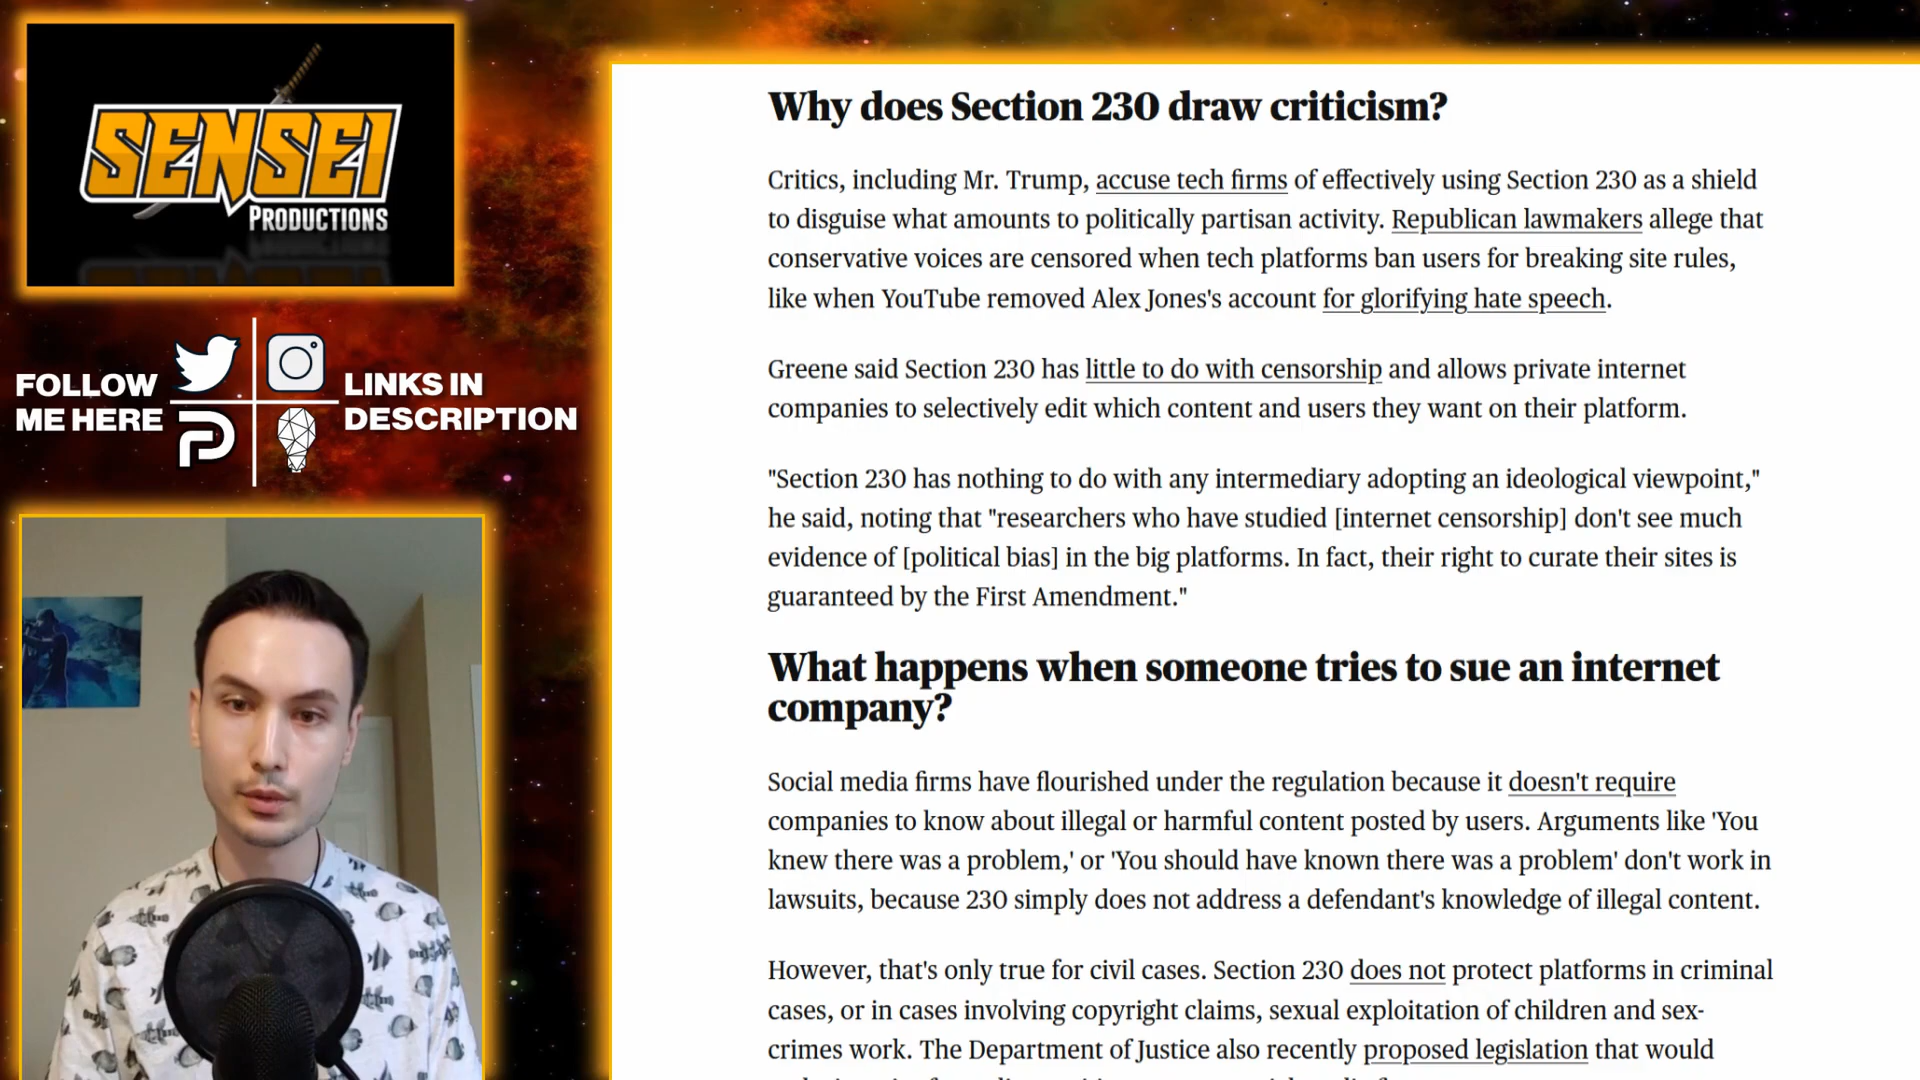 SENSEI
PRODUCTIONS
FOLLOW
ME HERE
LINKS IN
DESCRIPTION
Why does Section 230 draw criticism?
Critics, including Mr. Trump, accuse tech firms of effectively using Section 230 as a shield
to disguise what amounts to politically partisan activity. Republican lawmakers allege that
conservative voices are censored when tech platforms ban users for breaking site rules,
like when YouTube removed Alex Jones's account for glorifying hate speech.
Greene said Section 230 has little to do with censorship and allows private internet
companies to selectively edit which content and users they want on their platform.
"Section 230 has nothing to do with any intermediary adopting an ideological viewpoint,"
he said, noting that "researchers who have studied [internet censorship] don't see much
evidence of [political bias] in the big platforms. In fact, their right to curate their sites is
guaranteed by the First Amendment."
What happens when someone tries to sue an internet
company?
Social media firms have flourished under the regulation because it doesn't require
companies to know about illegal or harmful content posted by users. Arguments like 'You
knew there was a problem,' or 'You should have known there was a problem' don't work in
lawsuits, because 230 simply does not address a defendant's knowledge of illegal content.
However, that's only true for civil cases. Section 230 does not protect platforms in criminal
cases, or in cases involving copyright claims, sexual exploitation of children and sex-
crimes work. The Department of Justice also recently proposed legislation that would